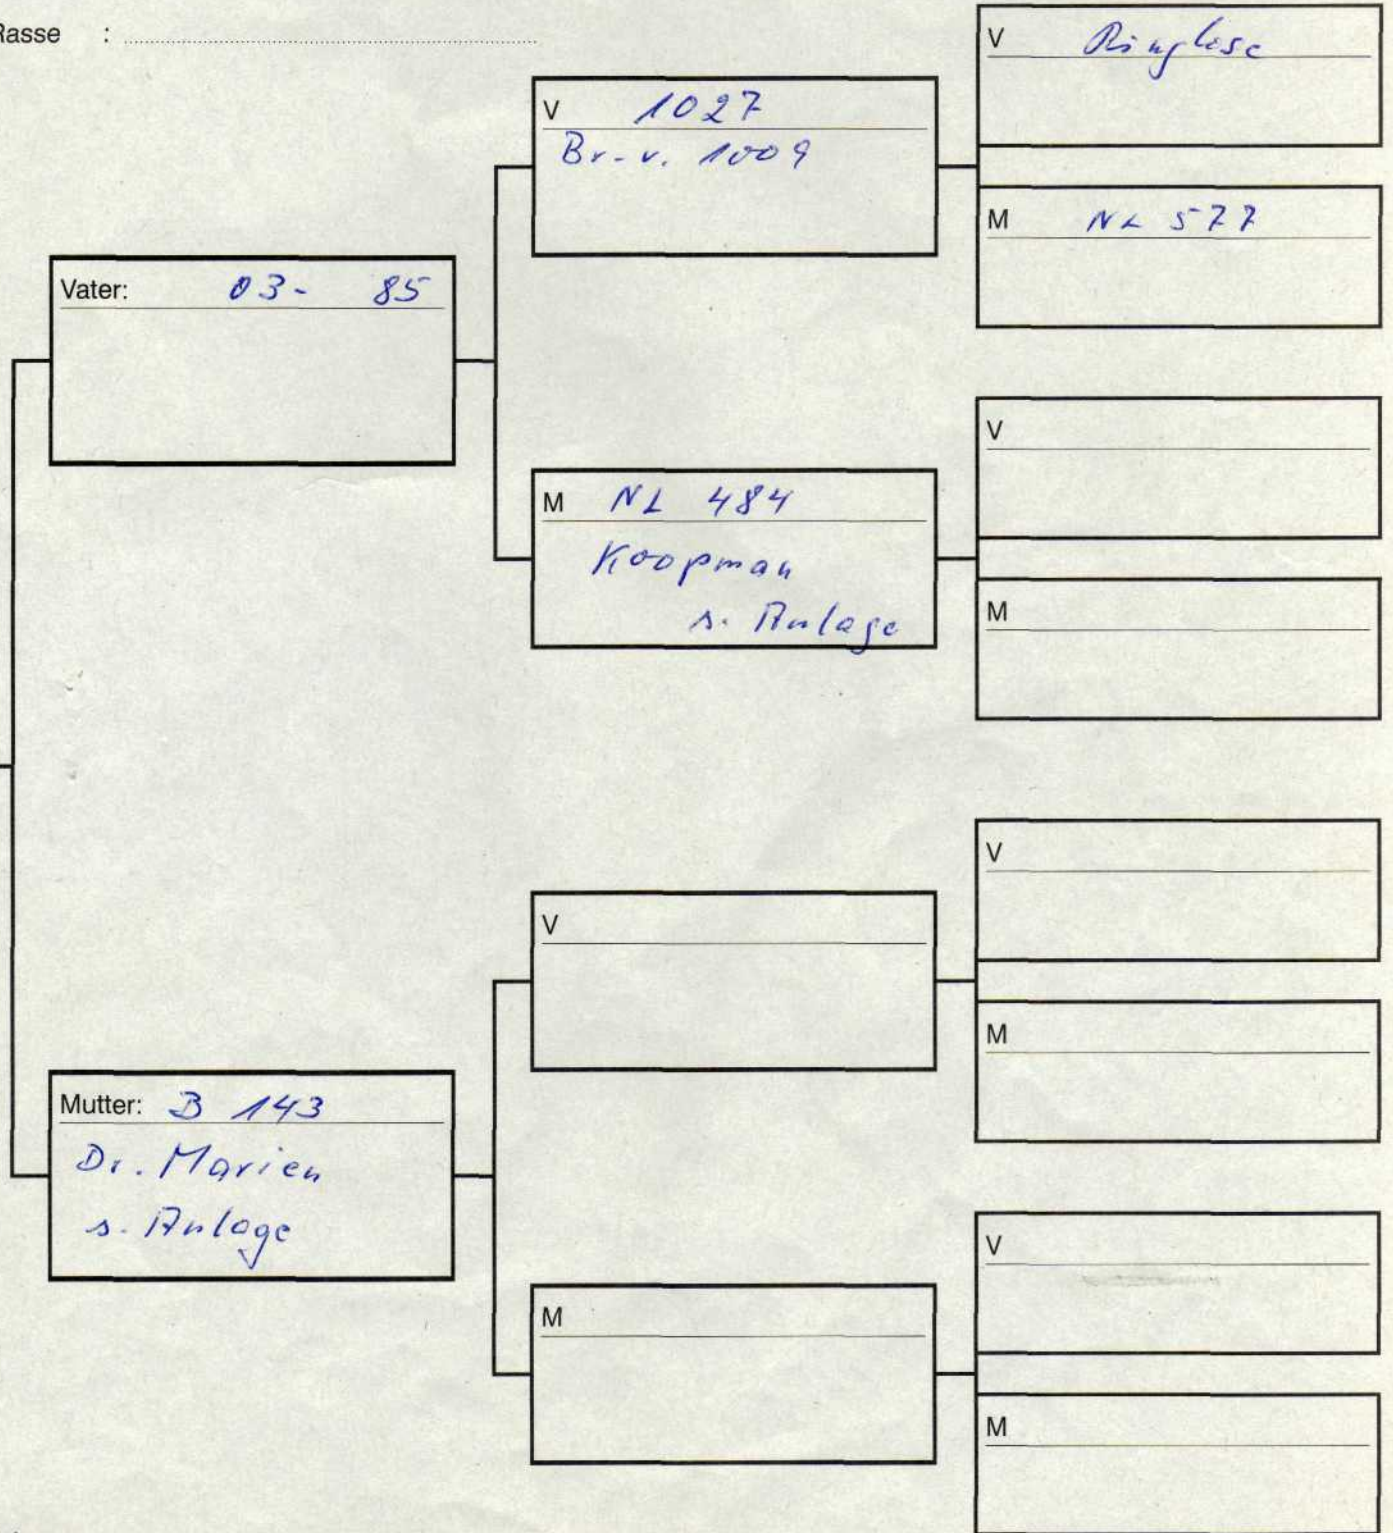 Rasse :
V Ringlose
V 1027
Br. v. 1009
M NL 577
Vater: 03- 85
V
M NL 484
Koopman
s. Anlage
M
V
V
M
Mutter: B 143
Dr. Marien
s. Anlage
V
M
M